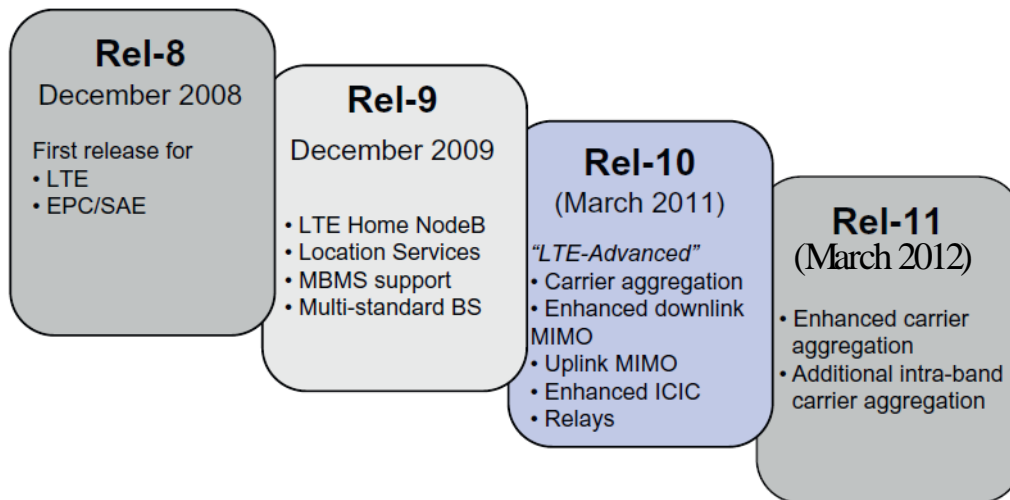 Rel-8
December 2008
First release for
• LTE
• EPC/SAE
Rel-9
December 2009
• LTE Home NodeB
• Location Services
• MBMS support
• Multi-standard BS
Rel-10
(March 2011)
“LTE-Advanced”
• Carrier aggregation
• Enhanced downlink
MIMO
• Uplink MIMO
• Enhanced ICIC
• Relays
Rel-11
(March 2012)
• Enhanced carrier
aggregation
• Additional intra-band
carrier aggregation